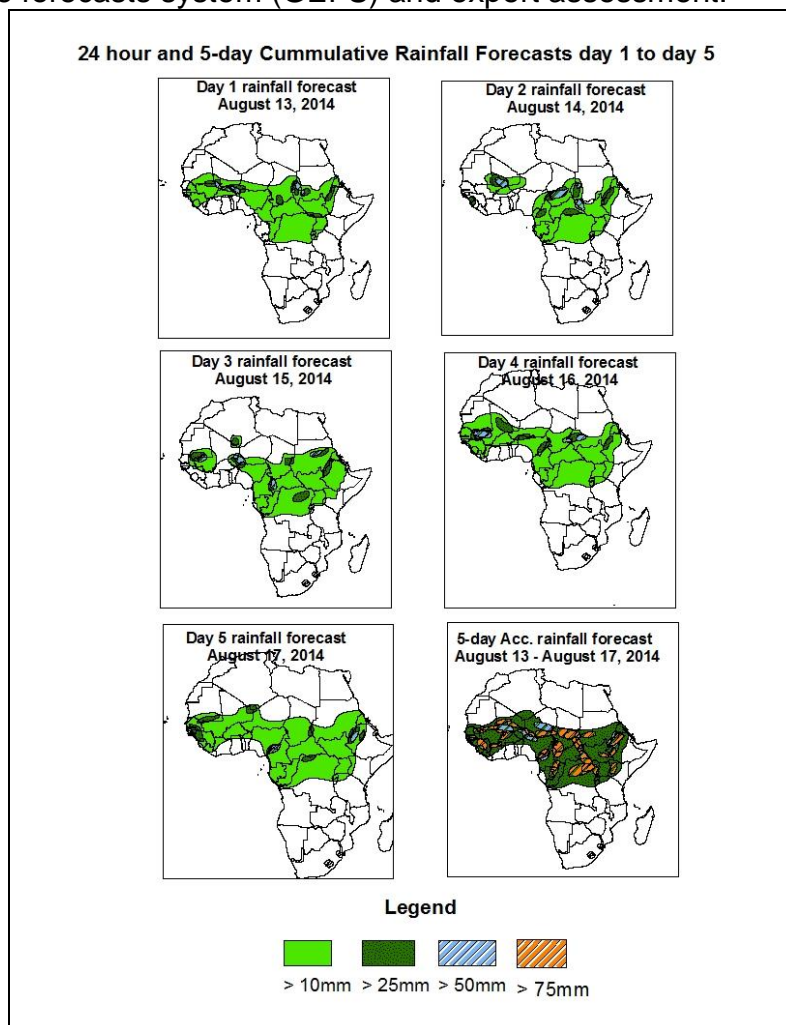 forecasts system (GEFS) and expert assessment.
24 hour and 5-day Cummulative Rainfall Forecasts day 1 to day 5
Day 1 rainfall forecast
August 13, 2014
Day 2 rainfall forecast
August 14, 2014
Day 3 rainfall forecast
August 15, 2014
Day 4 rainfall forecast
August 16, 2014
Day 5 rainfall forecast
August 17, 2014
5-day Acc. rainfall forecast
August 13 - August 17, 2014
Legend
> 10mm > 25mm > 50mm > 75mm